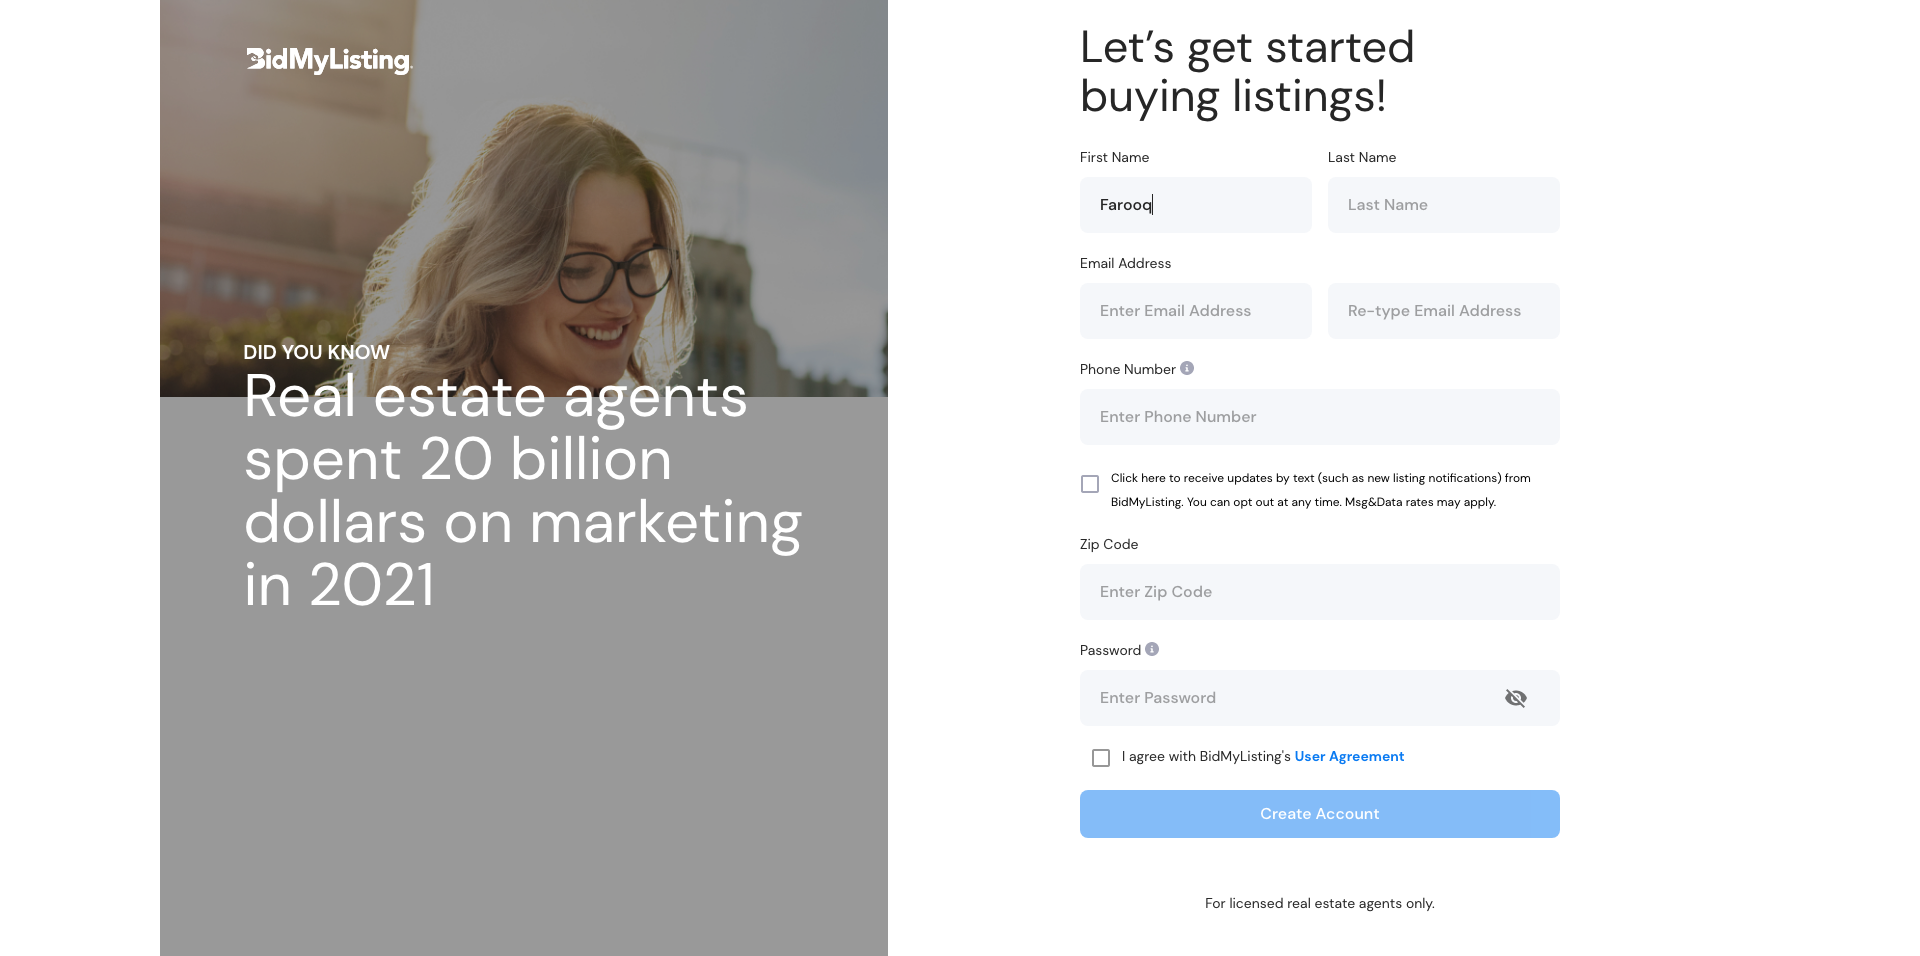 BidMyListing.
DID YOU KNOW
Real estate agents
spent 20 billion
dollars on marketing
in 2021
Let’s get started
buying listings!
First Name
Last Name
Farooq
Last Name
Email Address
Enter Email Address
Re-type Email Address
Phone Number
Enter Phone Number
Click here to receive updates by text (such as new listing notifications) from
BidMyListing. You can opt out at any time. Msg&Data rates may apply.
Zip Code
Enter Zip Code
Password
Enter Password
I agree with BidMyListing's User Agreement
Create Account
For licensed real estate agents only.